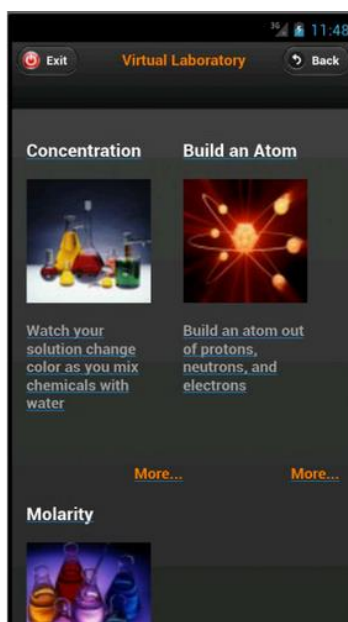 3G 11:48
Exit Virtual Laboratory Back
Concentration
Build an Atom
Watch your
solution change
color as you mix
chemicals with
water
Build an atom out
of protons,
neutrons, and
electrons
More...
More...
Molarity